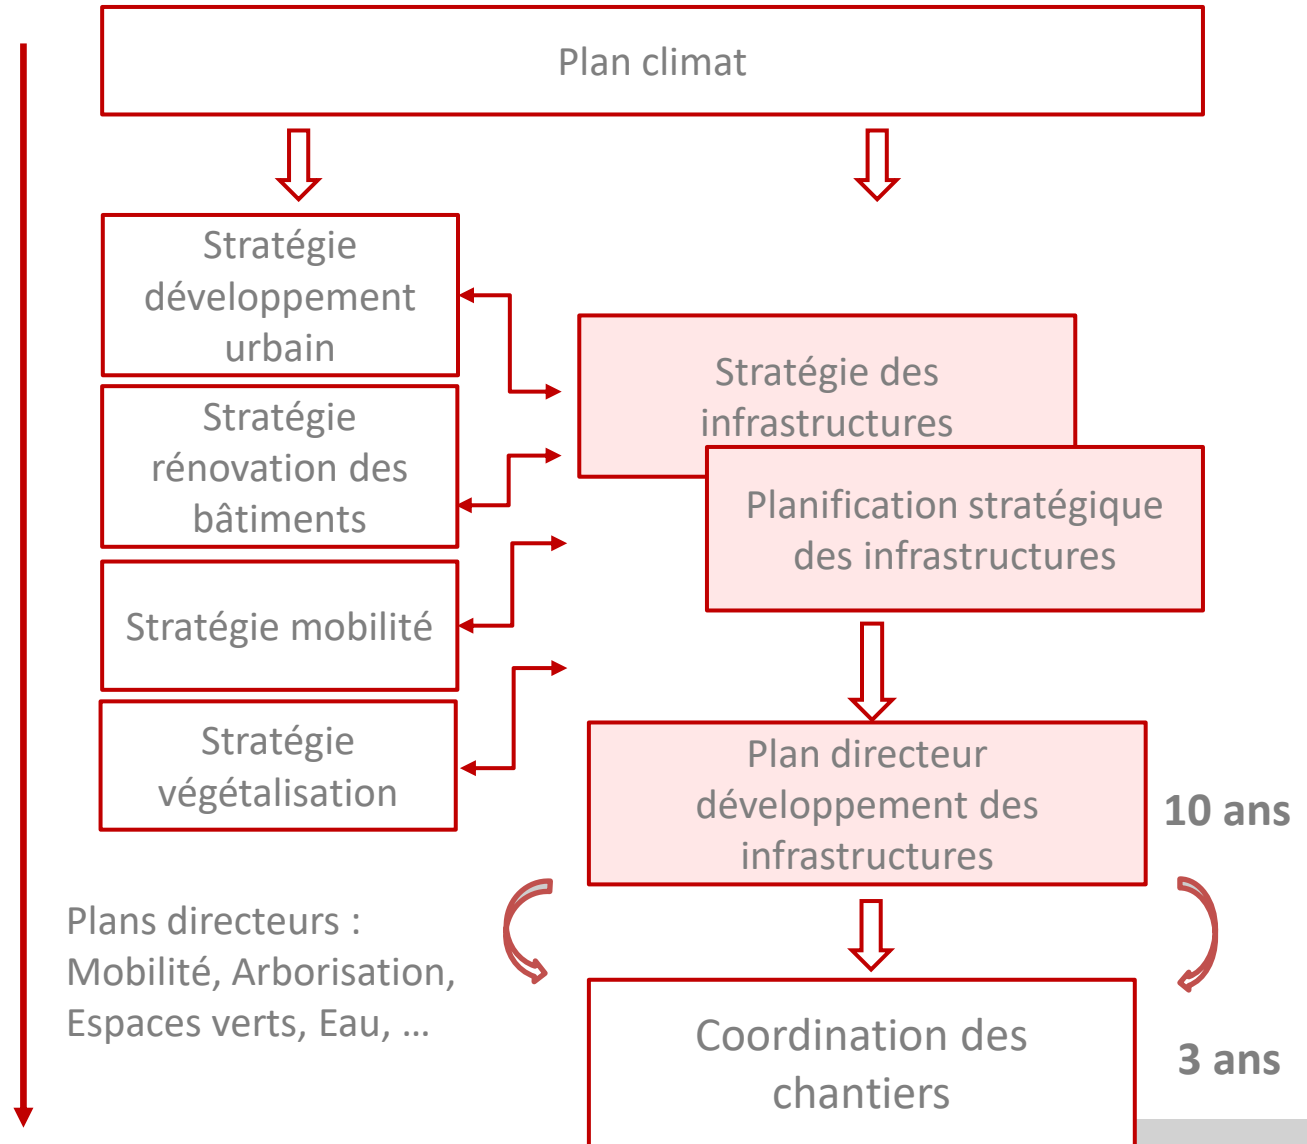 Plan climat
Stratégie
développement
urbain
Stratégie
rénovation des
bâtiments
Stratégie mobilité
Stratégie
végétalisation
Stratégie des
infrastructures
Planification stratégique
des infrastructures
Plan directeur
développement des
infrastructures
10 ans
Plans directeurs :
Mobilité, Arborisation,
Espaces verts, Eau, …
Coordination des
chantiers
3 ans